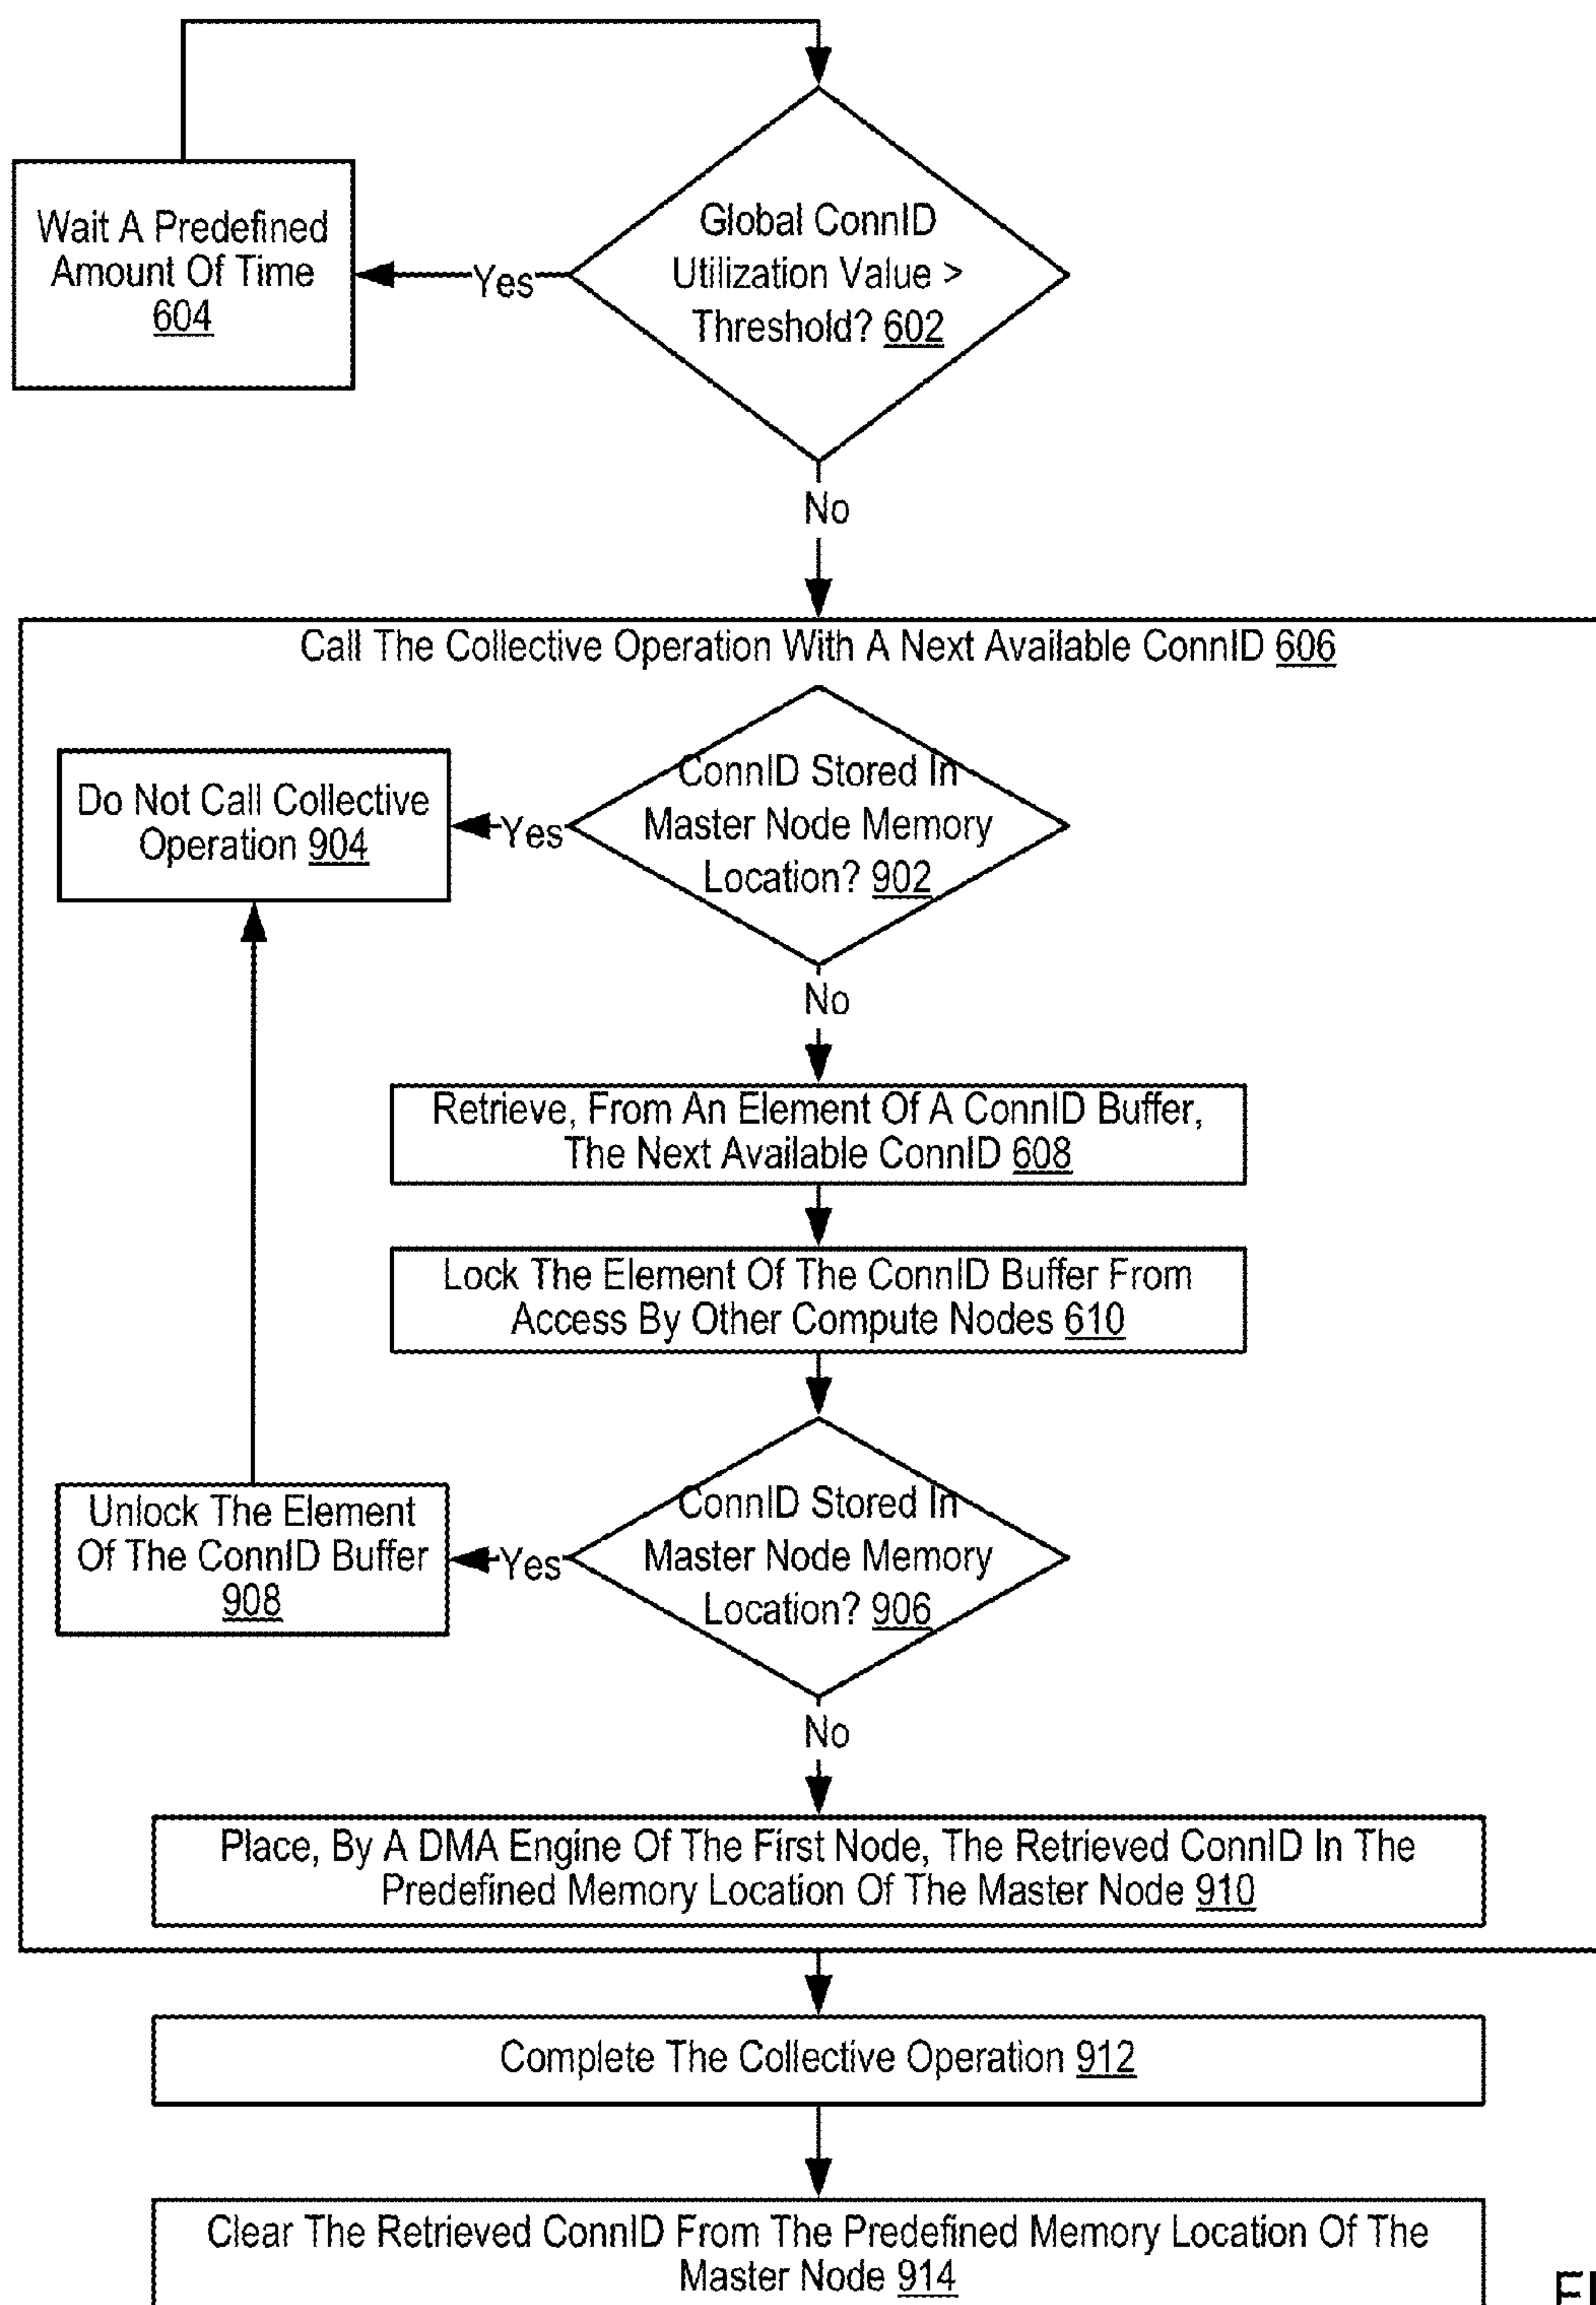 Global ConnID
Utilization Value >
Threshold? 602
Wait A Predefined
Amount Of Time
604
Yes
No
Call The Collective Operation With A Next Available ConnID 606
ConnID Stored In
Master Node Memory
Location? 902
Do Not Call Collective
Operation 904
Yes
No
Retrieve, From An Element Of A ConnID Buffer,
The Next Available ConnID 608
Lock The Element Of The ConnID Buffer From
Access By Other Compute Nodes 610
ConnID Stored In
Master Node Memory
Location? 906
Unlock The Element
Of The ConnID Buffer
908
Yes
No
Place, By A DMA Engine Of The First Node, The Retrieved ConnID In The
Predefined Memory Location Of The Master Node 910
Complete The Collective Operation 912
Clear The Retrieved ConnID From The Predefined Memory Location Of The
Master Node 914